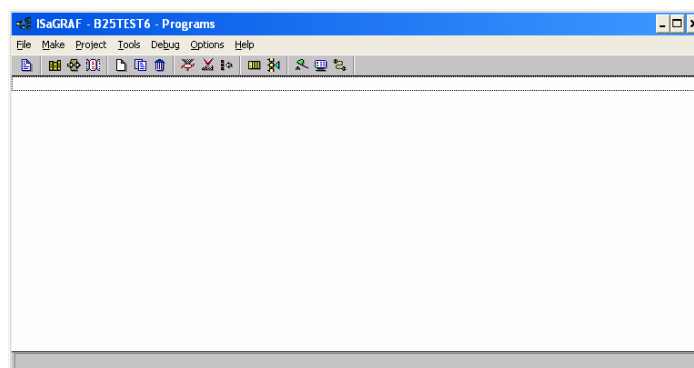 ISaGRAF - B25TEST6 - Programs
File Make Project Tools Debug Options Help